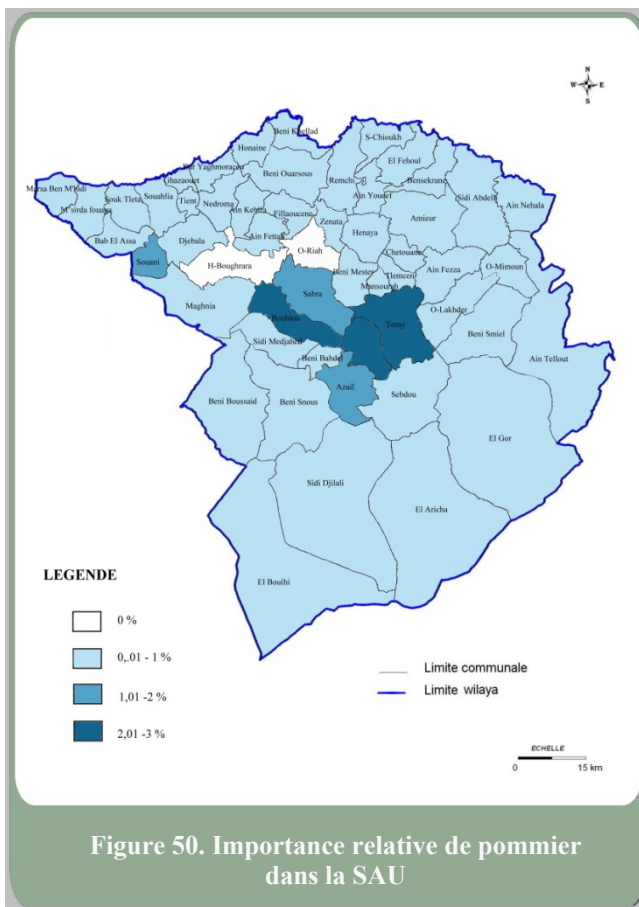 N
W E
S
Beni Khellad
S-Chioukh
Honaine
El Fehoul
Dar Yaghmoracen
Beni Ouarsous
Remchi
Bensekrane
Ghazaouet
Marsa Ben M'hidi
Souk Tleta
Souahlia
Tient
Nedroma
Ain Kebira
Fillaoucene
Ain Youcef
Sidi Abdelli
Ain Nehala
M'sirda fouaga
Zenata
Amieur
Bab El Assa
Djebala
Ain Fettah
O-Riah
Henaya
Chetouane
Souani
H-Boughrara
Beni Mester
Tlemcen
Ain Fezza
O-Mimoun
Mansourah
Maghnia
Sabra
Bouhlou
Terny
O-Lakhder
Beni Smiel
Sidi Medjahed
Beni Bahdel
Ain Tellout
Beni Boussaid
Beni Snous
Azail
Sebdou
El Gor
Sidi Djilali
El Aricha
El Bouihi
LEGENDE
0 %
0,.01 - 1 %
1,01 -2 %
2,01 -3 %
Limite communale
Limite wilaya
ECHELLE
0 15 km
Figure 50. Importance relative de pommier
dans la SAU